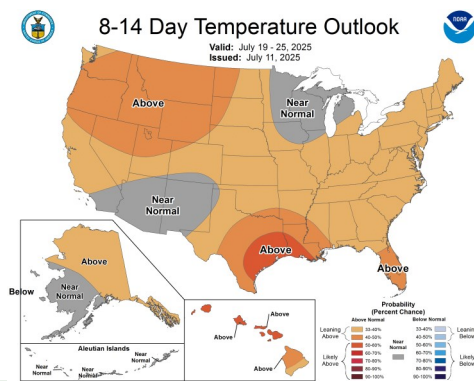 8-14 Day Temperature Outlook
Valid: July 19 - 25, 2025
Issued: July 11, 2025
NOAA
Above
Near
Normal
Near
Normal
Above
Above
Above
Near
Normal
Below
Aleutian Islands
Near
Normal
Near
Normal
Near
Normal
Above
Above
Above
Probability
(Percent Chance)
Above Normal
Below Normal
Leaning
Above
33-40%
40-50%
50-60%
60-70%
70-80%
80-90%
90-100%
Likely
Above
Near
Normal
33-40%
40-50%
50-60%
60-70%
70-80%
80-90%
90-100%
Leaning
Below
Likely
Below